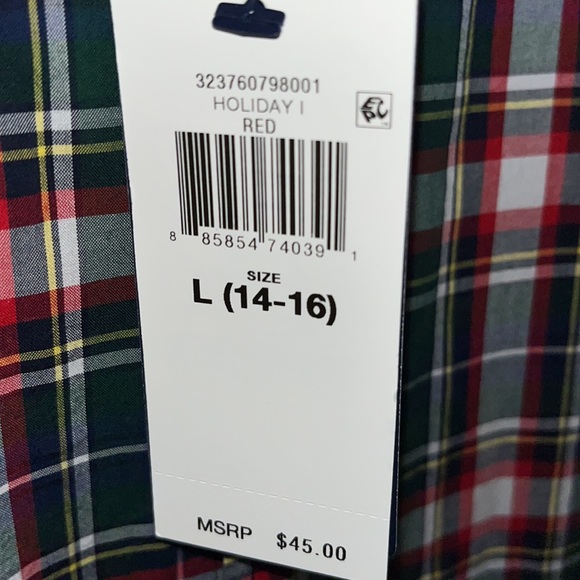 323760798001
HOLIDAY I
RED
8 85854 74039 1
SIZE
L (14-16)
MSRP $45.00